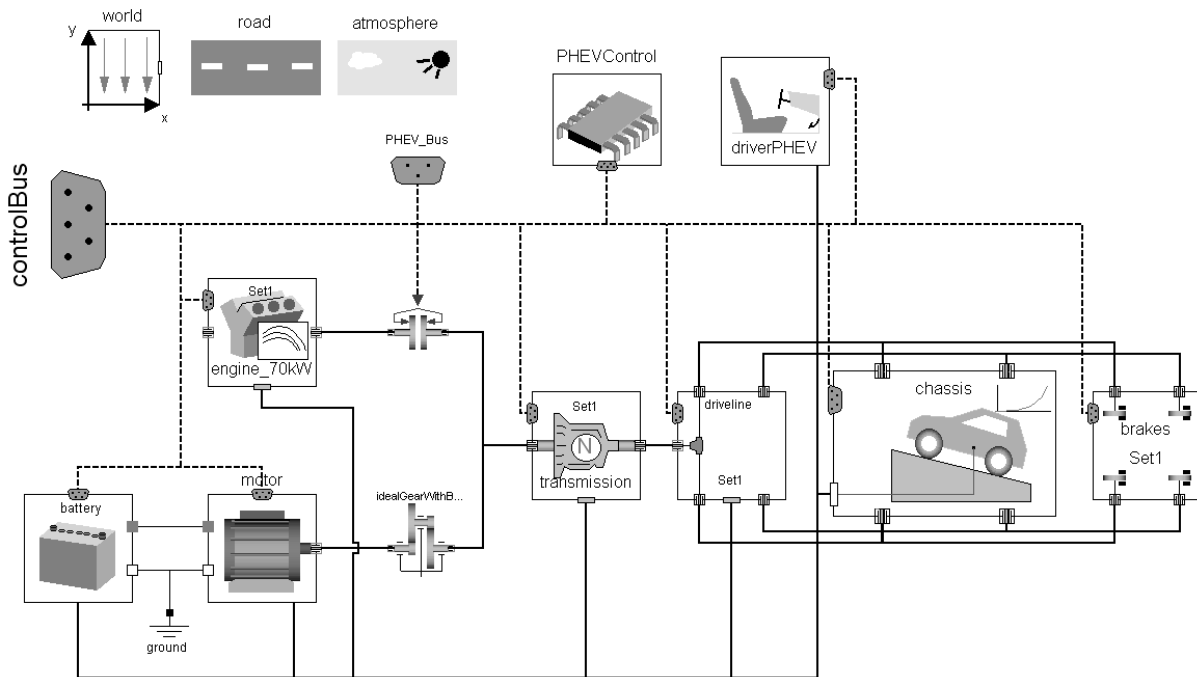 world
road
atmosphere
y
x
PHEVControl
driverPHEV
PHEV_Bus
controlBus
Set1
engine_70kW
Set1
N
transmission
driveline
Set1
chassis
brakes
Set1
battery
motor
idealGearWithB...
ground